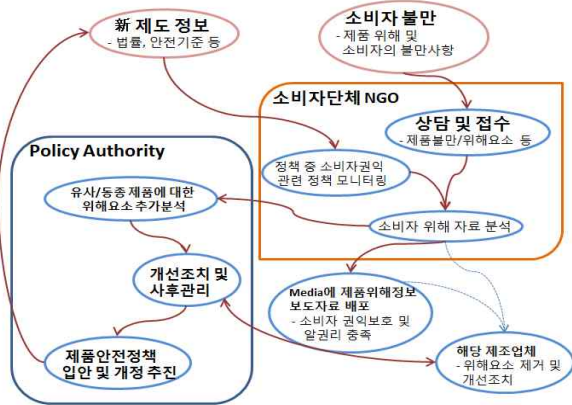 新 제도 정보
- 법률, 안전기준 등
소비자 불만
- 제품 위해 및
소비자의 불만사항
소비자단체 NGO
상담 및 접수
- 제품불만/위해요소 등
정책 중 소비자권익
관련 정책 모니터링
소비자 위해 자료 분석
Policy Authority
유사/동종 제품에 대한
위해요소추가분석
개선조치 및
사후관리
제품안전정책
입안 및 개정 추진
Media에 제품위해정보
보도자료 배포
- 소비자 권익보호 및
알권리 충족
해당 제조업체
- 위해요소 제거 및
개선조치